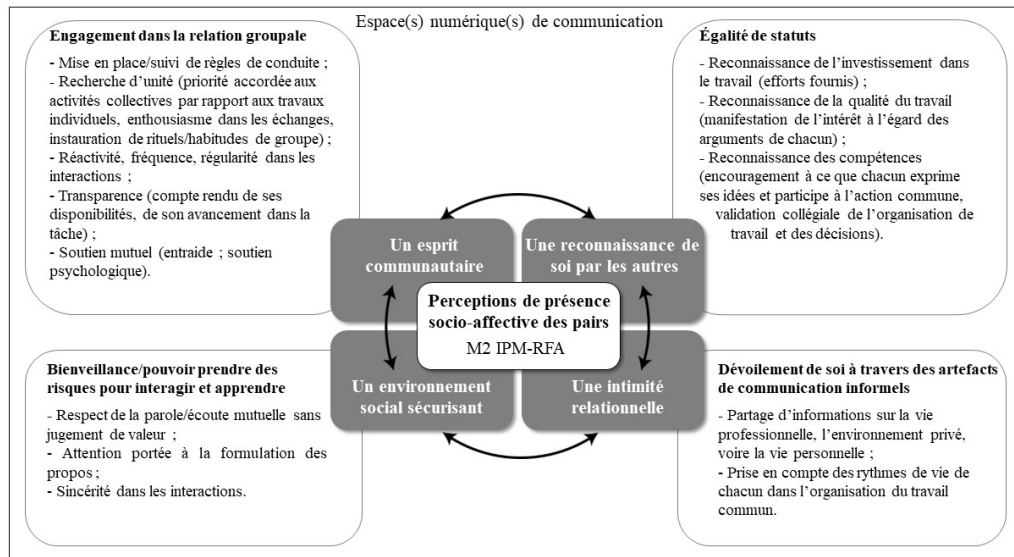 Espace(s) numérique(s) de communication
Engagement dans la relation groupale
- Mise en place/suivi de règles de conduite ;
- Recherche d'unité (priorité accordée aux
activités collectives par rapport aux travaux
individuels, enthousiasme dans les échanges,
instauration de rituels/habitudes de groupe) ;
- Réactivité, fréquence, régularité dans les
interactions ;
- Transparence (compte rendu de ses
disponibilités, de son avancement dans la
tâche) ;
- Soutien mutuel (entraide ; soutien
psychologique).
Égalité de statuts
- Reconnaissance de l'investissement dans
le travail (efforts fournis) ;
- Reconnaissance de la qualité du travail
(manifestation de l'intérêt à l'égard des
arguments de chacun) ;
- Reconnaissance des compétences
(encouragement à ce que chacun exprime
ses idées et participe à l'action commune,
validation collégiale de l'organisation de
travail et des décisions).
Un esprit
communautaire
Une reconnaissance de
soi par les autres
Perceptions de présence
socio-affective des pairs
M2 IPM-RFA
Un environnement
social sécurisant
Une intimité
relationnelle
Bienveillance/pouvoir prendre des
risques pour interagir et apprendre
- Respect de la parole/écoute mutuelle sans
jugement de valeur ;
- Attention portée à la formulation des
propos ;
- Sincérité dans les interactions.
Dévoilement de soi à travers des artefacts
de communication informels
- Partage d'informations sur la vie
professionnelle, l'environnement privé,
voire la vie personnelle ;
- Prise en compte des rythmes de vie de
chacun dans l'organisation du travail
commun.